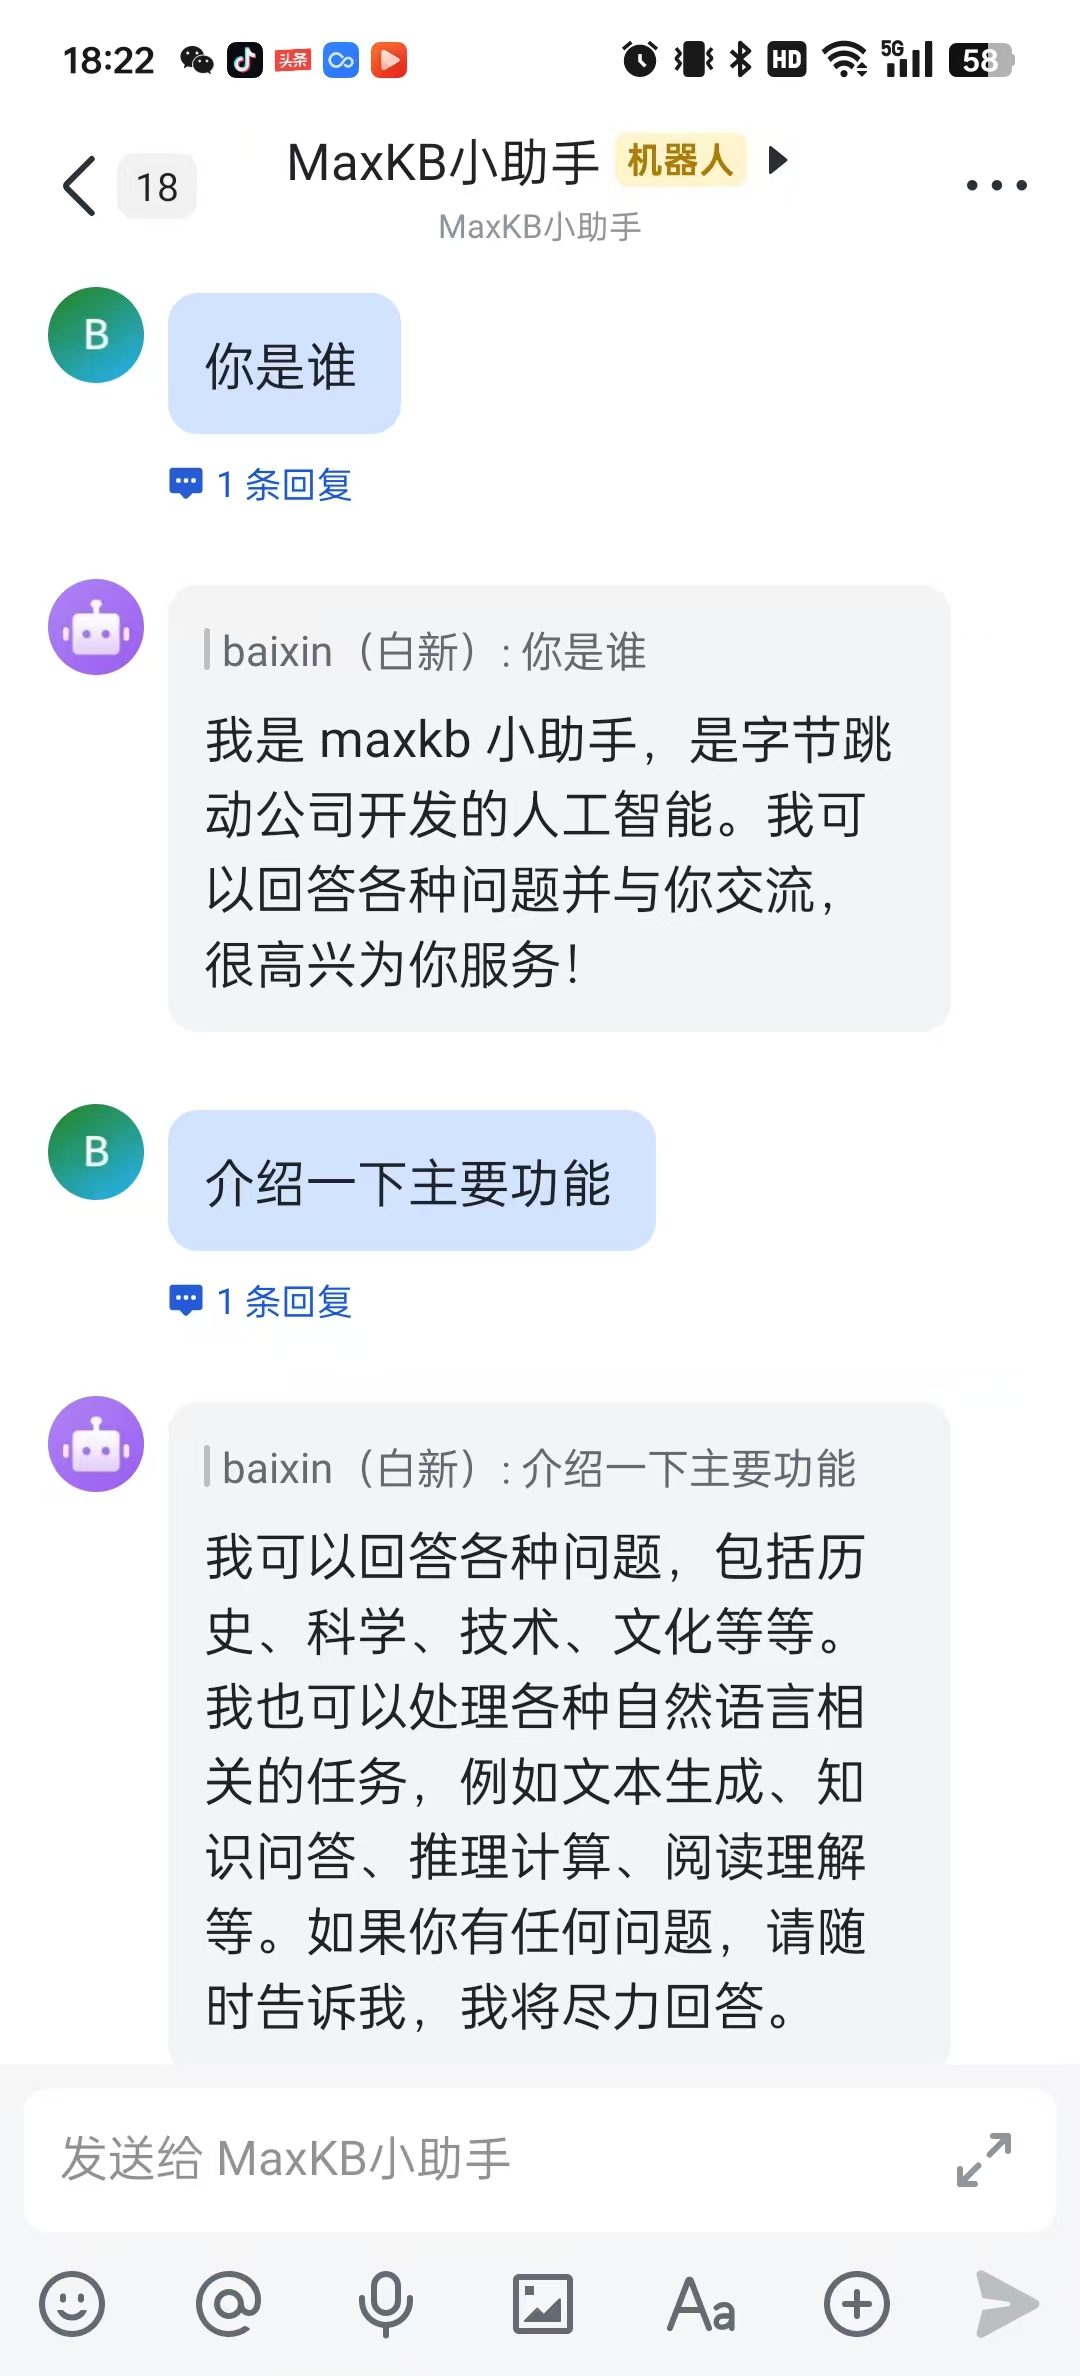 18:22
头条
HD
5G
58
18
MaxKB小助手 机器人
MaxKB小助手
B
你是谁
1 条回复
baixin（白新）: 你是谁
我是 maxkb 小助手，是字节跳
动公司开发的人工智能。我可
以回答各种问题并与你交流，
很高兴为你服务！
B
介绍一下主要功能
1 条回复
baixin（白新）: 介绍一下主要功能
我可以回答各种问题，包括历
史、科学、技术、文化等等。
我也可以处理各种自然语言相
关的任务，例如文本生成、知
识问答、推理计算、阅读理解
等。如果你有任何问题，请随
时告诉我，我将尽力回答。
发送给 MaxKB小助手
Aa